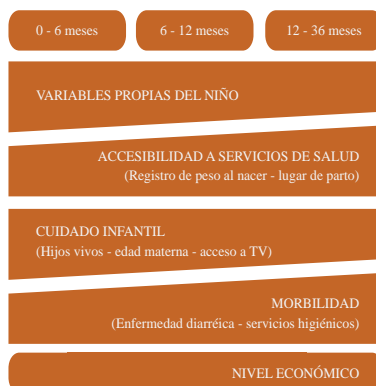 0 - 6 meses
6 - 12 meses
12 - 36 meses
VARIABLES PROPIAS DEL NIÑO
ACCESIBILIDAD A SERVICIOS DE SALUD
(Registro de peso al nacer - lugar de parto)
CUIDADO INFANTIL
(Hijos vivos - edad materna - acceso a TV)
MORBILIDAD
(Enfermedad diarréica - servicios higiénicos)
NIVEL ECONÓMICO